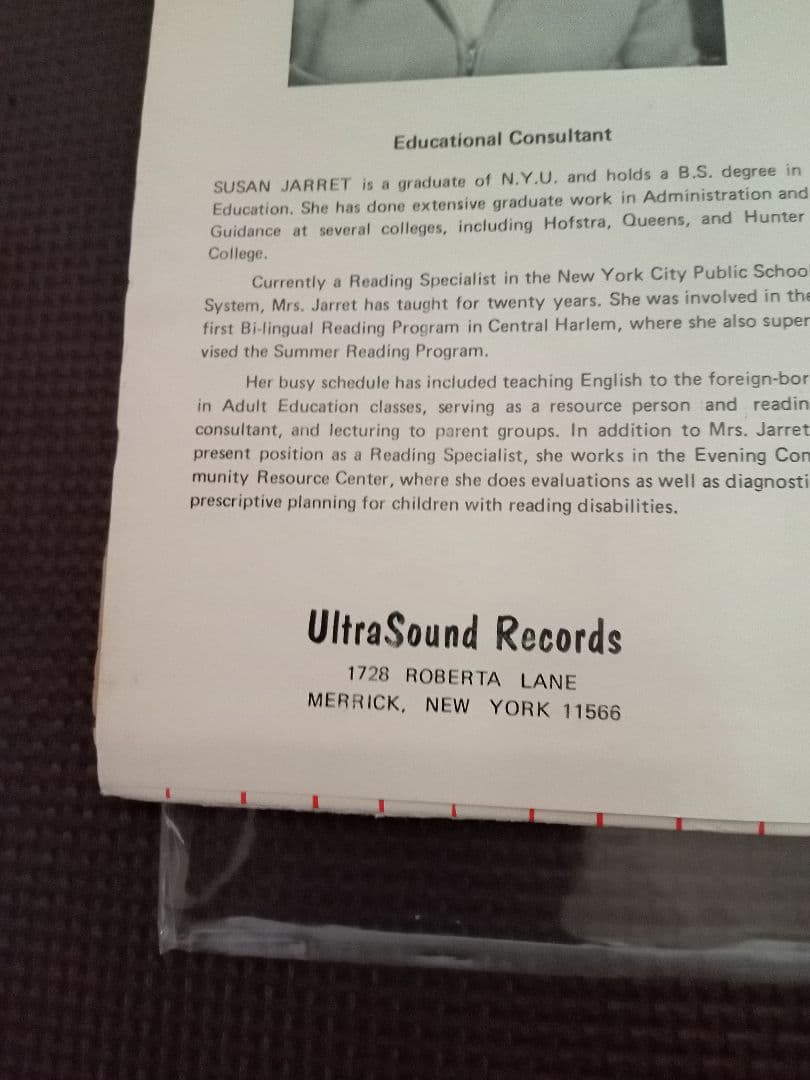 Educational Consultant
SUSAN JARRET is a graduate of N.Y.U. and holds a B.S. degree in
Education. She has done extensive graduate work in Administration and
Guidance at several colleges, including Hofstra, Queens, and Hunter
College.
Currently a Reading Specialist in the New York City Public Schoo
System, Mrs. Jarret has taught for twenty years. She was involved in the
first Bi-lingual Reading Program in Central Harlem, where she also super
vised the Summer Reading Program.
Her busy schedule has included teaching English to the foreign-bor
in Adult Education classes, serving as a resource person and readin
consultant, and lecturing to parent groups. In addition to Mrs. Jarret
present position as a Reading Specialist, she works in the Evening Com
munity Resource Center, where she does evaluations as well as diagnosti
prescriptive planning for children with reading disabilities.
UltraSound Records
1728 ROBERTA LANE
MERRICK, NEW YORK 11566